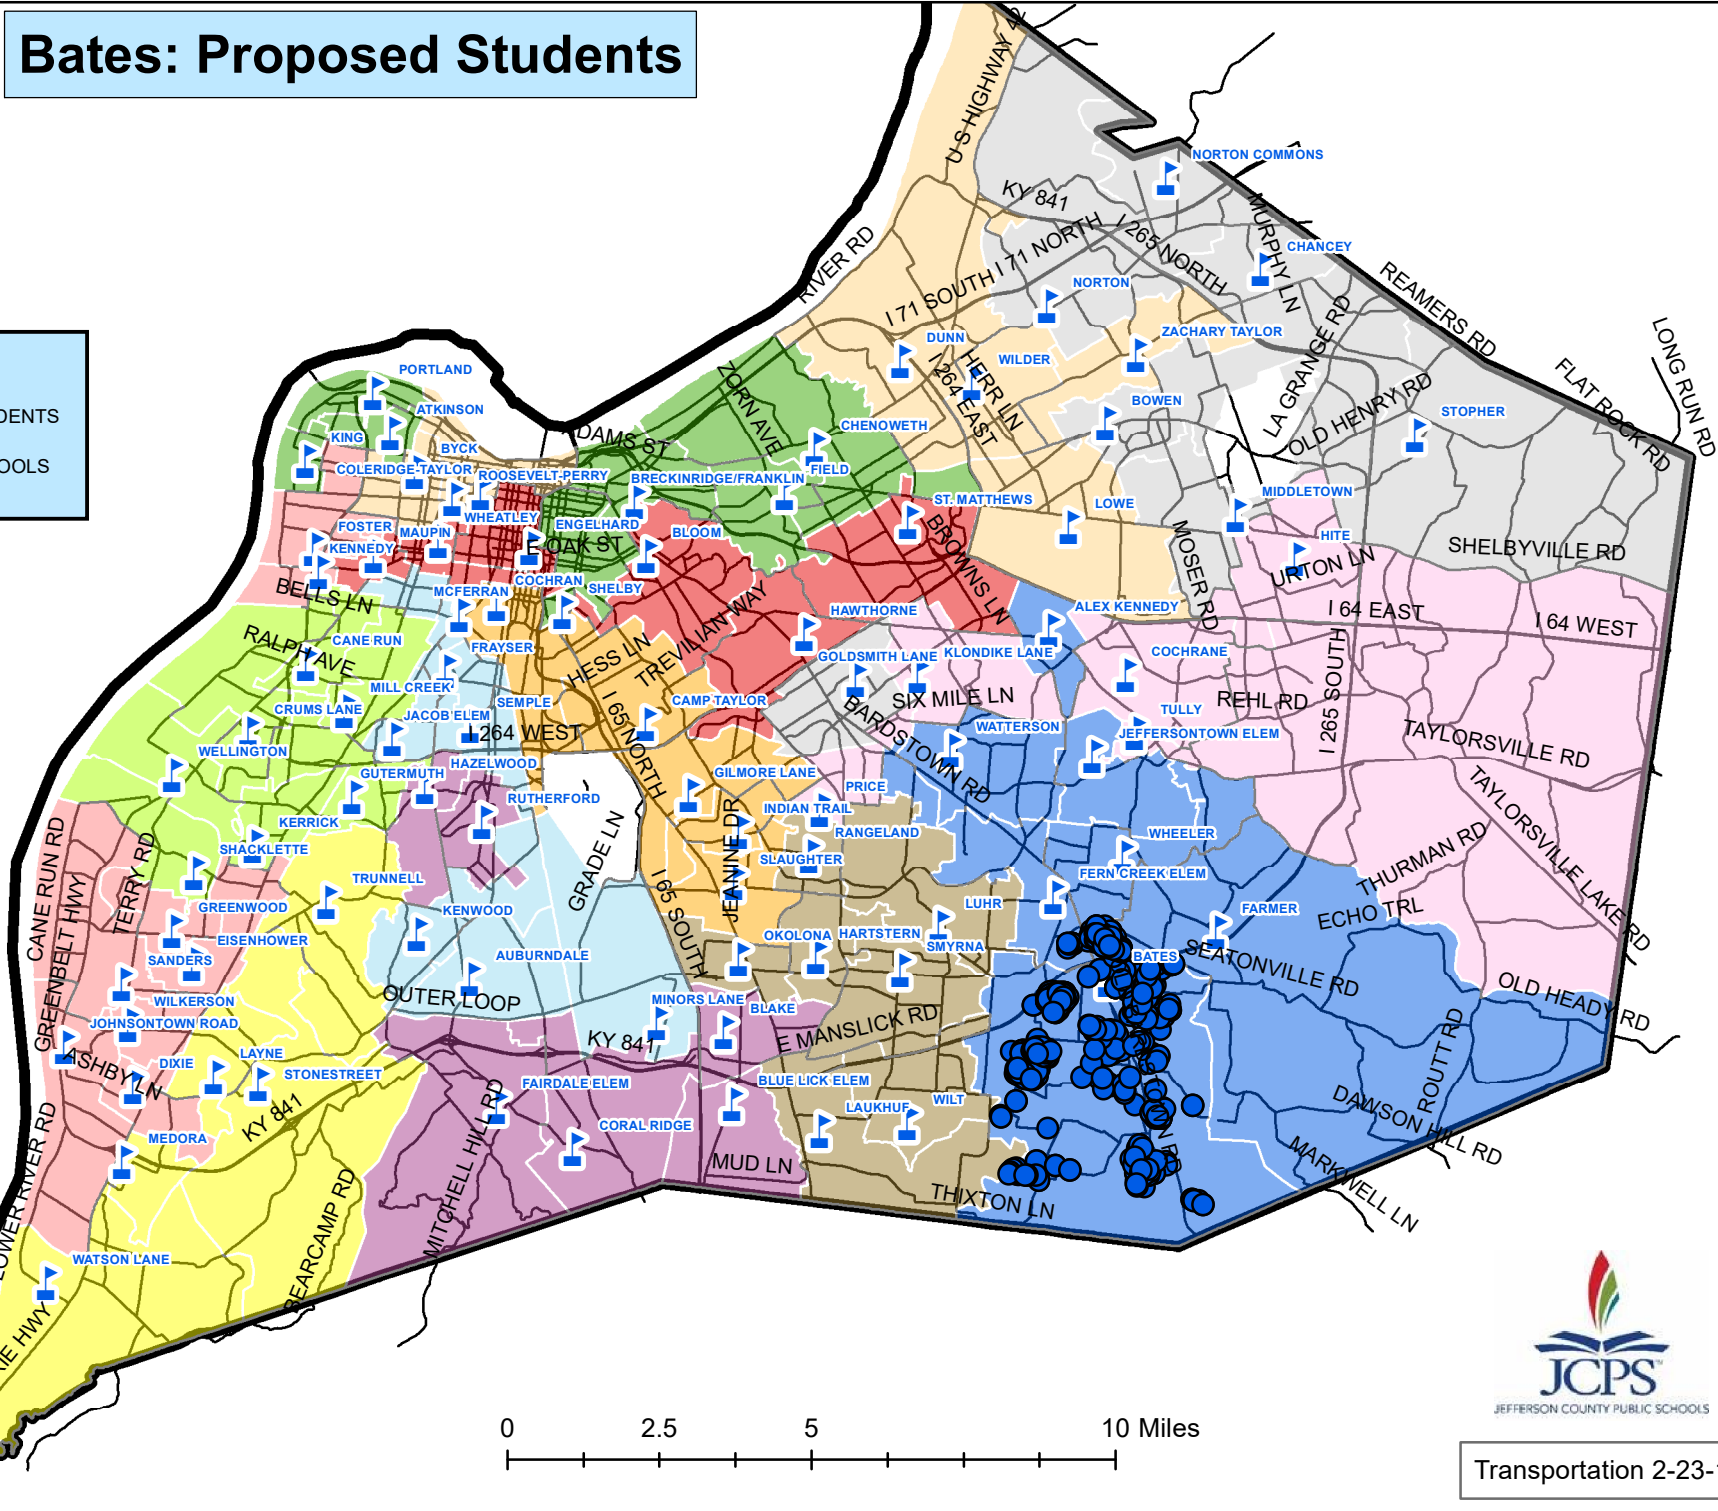 Bates: Proposed Students
DENTS
OOLS
U S HIGHWAY 42
NORTON COMMONS
KY 841
MURPHY LN
I 265 NORTH
CHANCEY
RIVER RD
I 71 NORTH
I 71 SOUTH
NORTON
REAMERS RD
LONG RUN RD
LA GRANGE RD
FLAT ROCK RD
DUNN
WILDER
ZACHARY TAYLOR
HERR LN
I 264 EAST
ZORN AVE
PORTLAND
ATKINSON
BOWEN
OLD HENRY RD
STOPHER
KING
BYCK
ADAMS ST
CHENOWETH
COLERIDGE-TAYLOR
ROOSEVELT-PERRY
BRECKINRIDGE/FRANKLIN
FIELD
ST. MATTHEWS
LOWE
MIDDLETOWN
FOSTER
MAUPIN
WHEATLEY
ENGELHARD
BLOOM
BROWNS LN
MOSER RD
HITE
KENNEDY
E OAK ST
URTON LN
SHELBYVILLE RD
BELLS LN
MCFERRAN
COCHRAN
SHELBY
TREVILIAN WAY
HAWTHORNE
ALEX KENNEDY
I 64 EAST
I 64 WEST
RALPH AVE
CANE RUN
FRAYSER
HESS LN
GOLDSMITH LANE
KLONDIKE LANE
COCHRANE
MILL CREEK
SEMPLE
CAMP TAYLOR
SIX MILE LN
REHL RD
I 265 SOUTH
CRUMS LANE
JACOB ELEM
I 264 WEST
I 65 NORTH
BARDSTOWN RD
WATTERSON
TULLY
JEFFERSONTOWN ELEM
TAYLORSVILLE RD
WELLINGTON
HAZELWOOD
GUTERMUTH
GILMORE LANE
PRICE
TAYLORSVILLE LAKE RD
RUTHERFORD
INDIAN TRAIL
RANGELAND
WHEELER
CANE RUN RD
TERRY RD
KERRICK
SHACKLETTE
GRADE LN
JEANINE DR
SLAUGHTER
FERN CREEK ELEM
THURMAN RD
GREENBELT HWY
TRUNNELL
I 65 SOUTH
GREENWOOD
KENWOOD
LUHR
FARMER
ECHO TRL
EISENHOWER
OKOLONA
HARTSTERN
SMYRNA
SANDERS
AUBURNDALE
BATES
SEATONVILLE RD
OUTER LOOP
OLD HEADY RD
WILKERSON
MINORS LANE
BLAKE
JOHNSONTOWN ROAD
KY 841
E MANSLICK RD
ROUTT RD
ASHBY LN
DIXIE
LAYNE
STONESTREET
FAIRDALE ELEM
BLUE LICK ELEM
WILT
LAUKHUF
DAWSON HILL RD
KY 841
MITCHELL HILL RD
CORAL RIDGE
LOWER RIVER RD
MEDORA
MUD LN
MARKWELL LN
BEARCAMP RD
THIXTON LN
WATSON LANE
IE HWY
JCPS
JEFFERSON COUNTY PUBLIC SCHOOLS
0 2.5 5 10 Miles
Transportation 2-23-